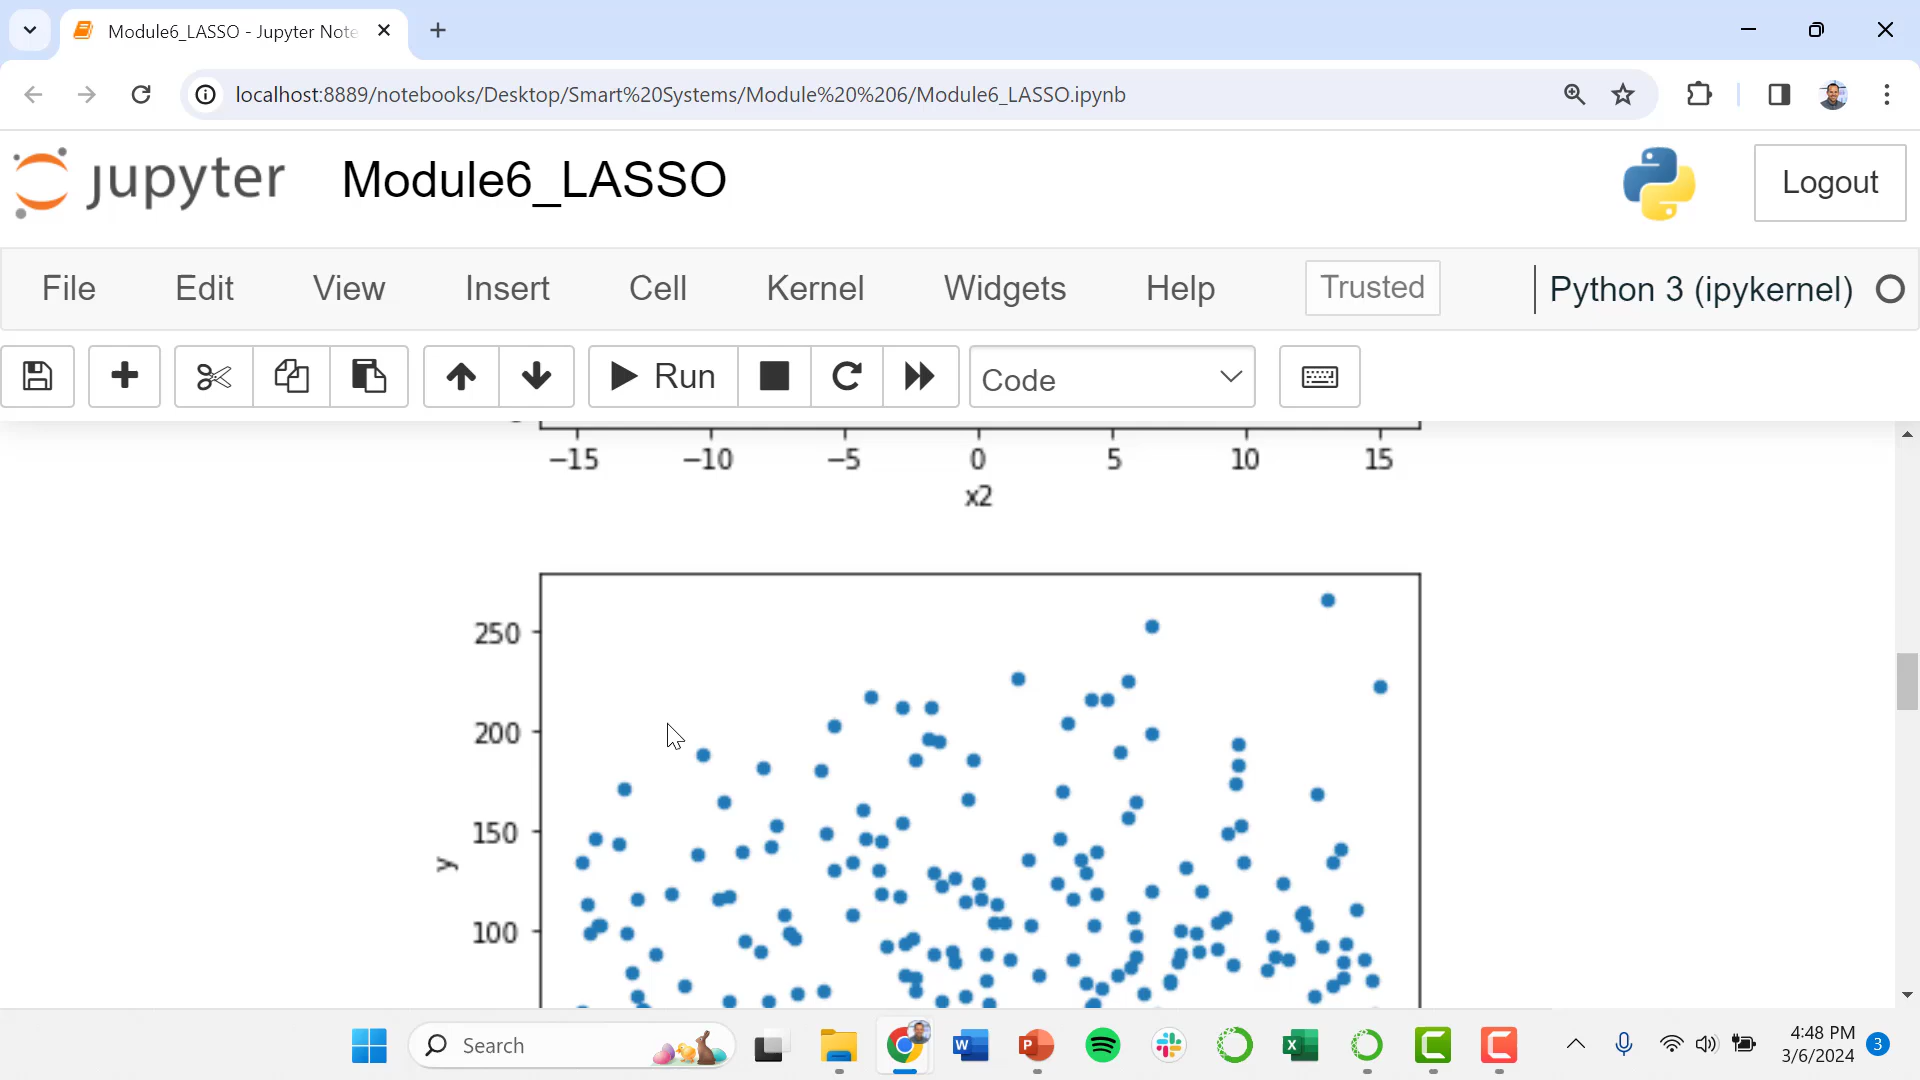 Module6_LASSO - Jupyter Note
localhost:8889/notebooks/Desktop/Smart%20Systems/Module%20%206/Module6_LASSO.ipynb
jupyter Module6_LASSO Logout
File Edit View Insert Cell Kernel Widgets Help Trusted Python 3 (ipykernel)
Run Code
−15 −10 −5 0 5 10 15
x2
250
200
150
y
100
Search W P X 4:48 PM
3/6/2024 3